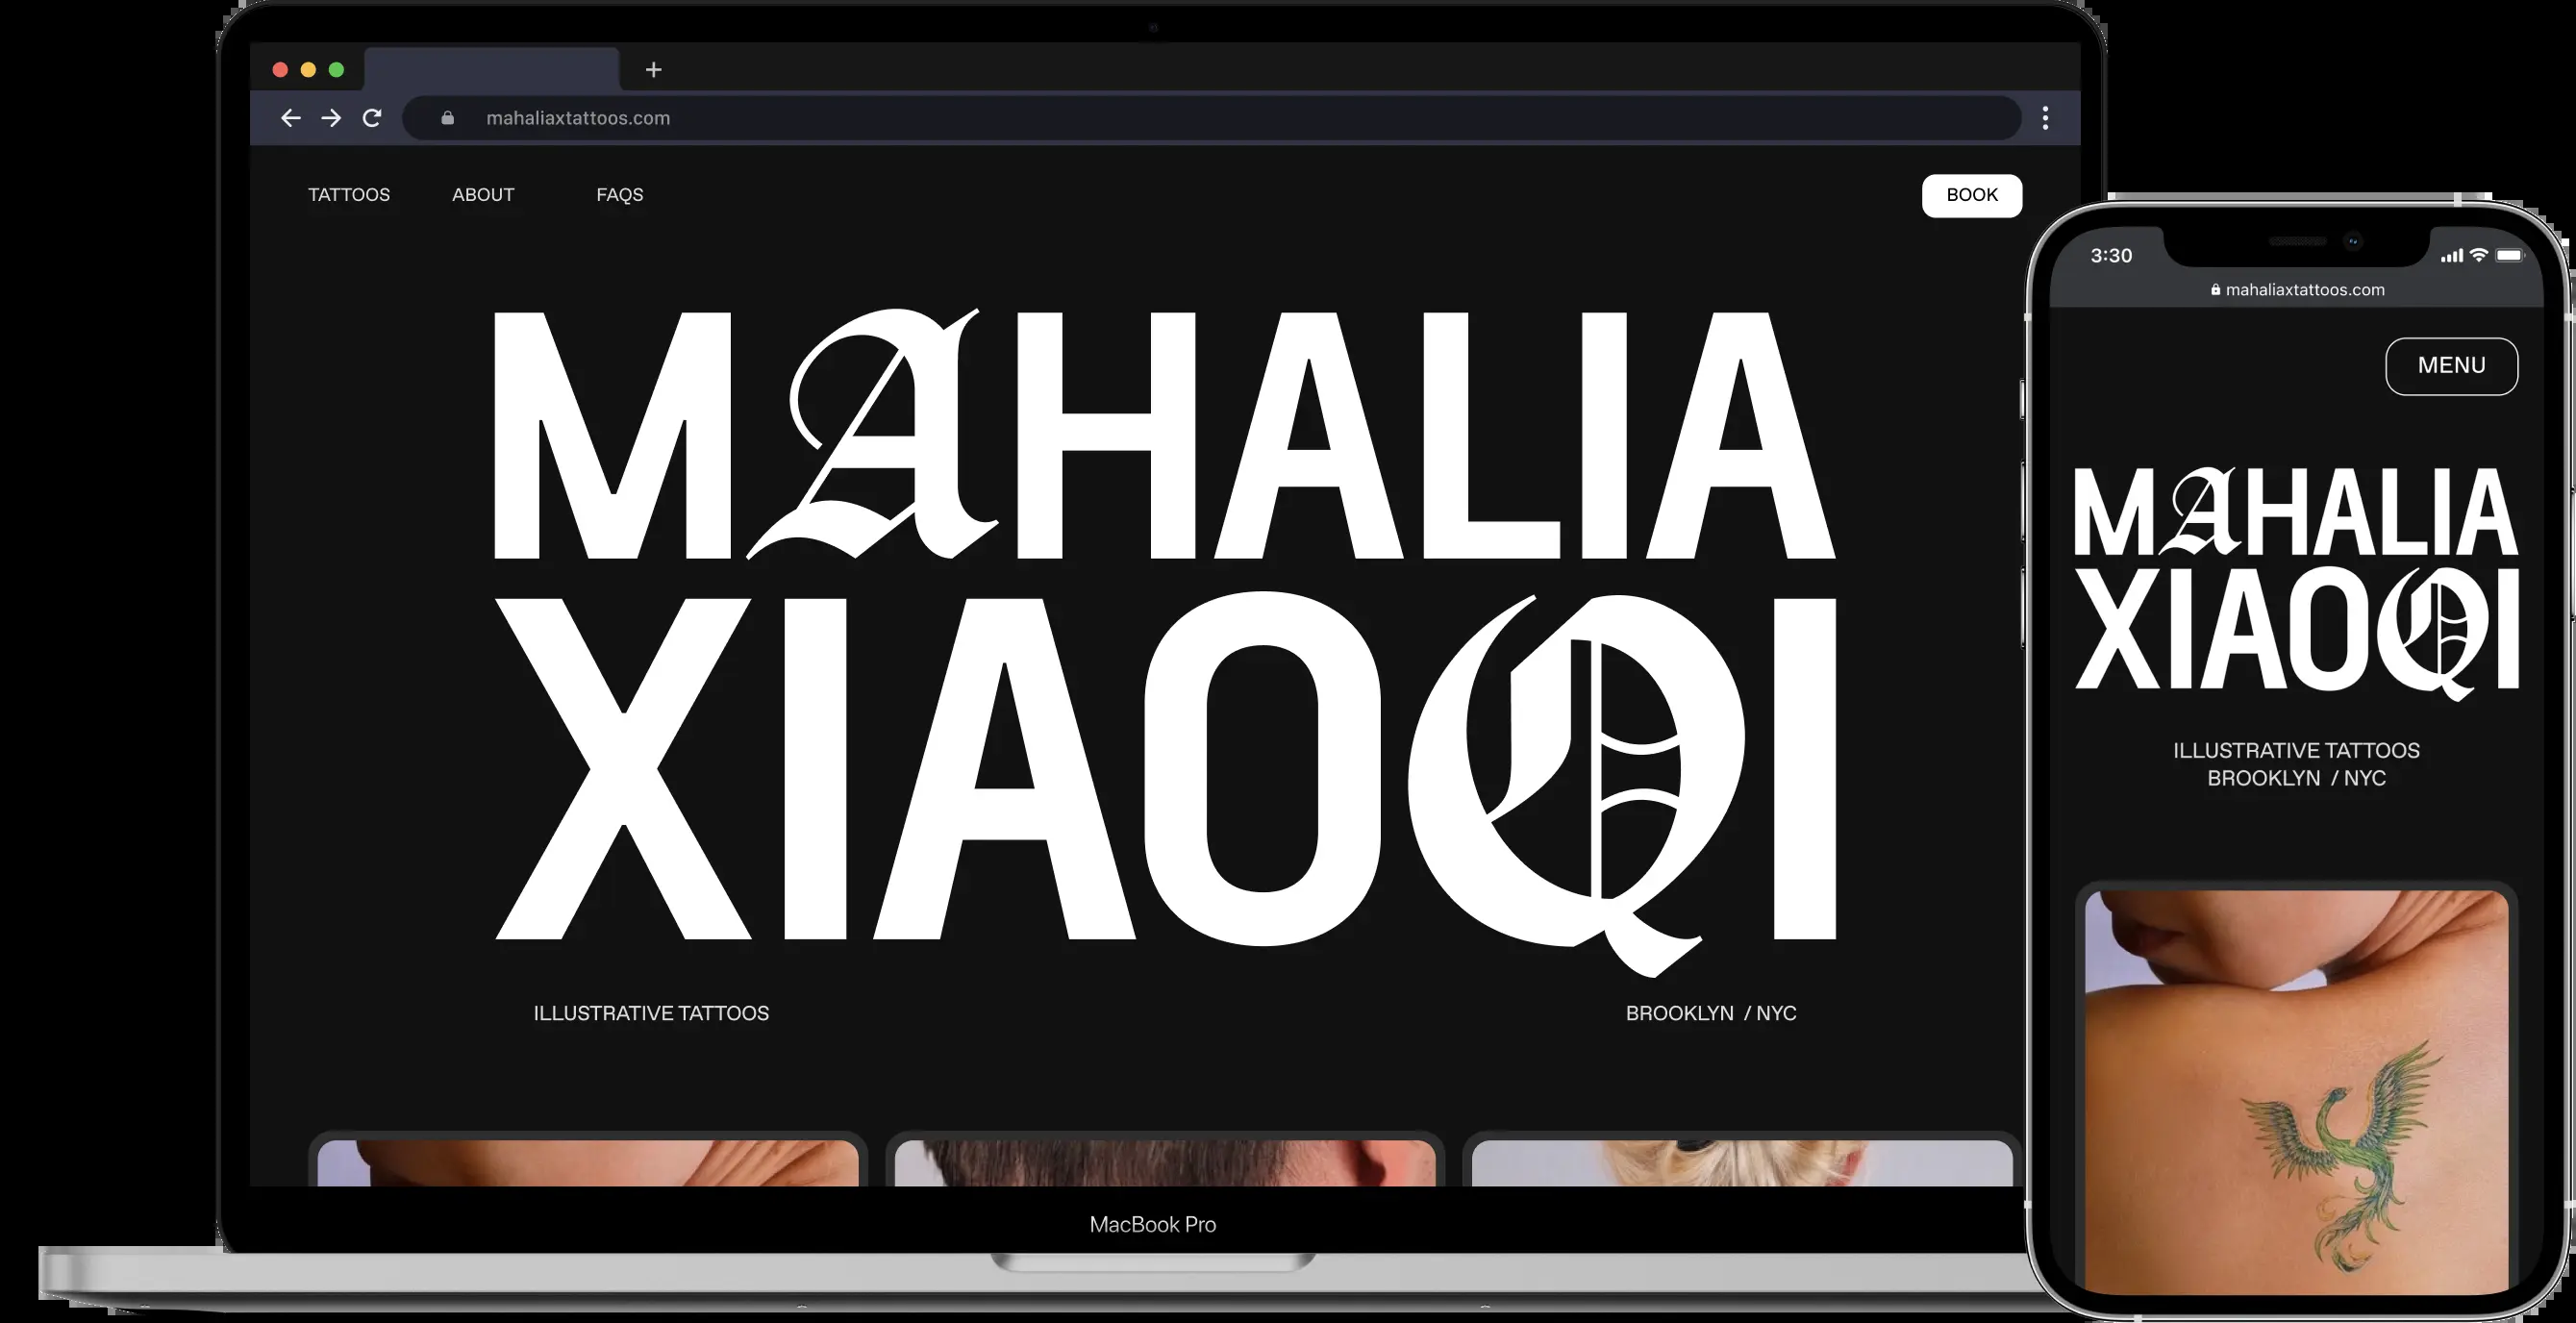 mahaliaxtattoos.com
TATTOOS ABOUT FAQS BOOK
MAHALIA
XIAOQI
ILLUSTRATIVE TATTOOS BROOKLYN / NYC
MacBook Pro
3:30
mahaliaxtattoos.com
MENU
MAHALIA
XIAOQI
ILLUSTRATIVE TATTOOS
BROOKLYN / NYC